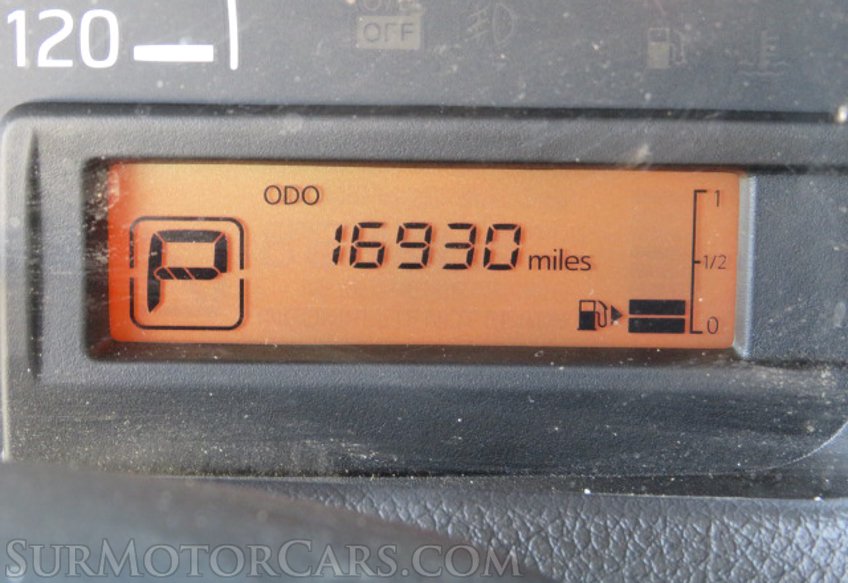 120
OFF
ODO
P
16930 miles
1
1/2
0
SURMOTORCARS.COM